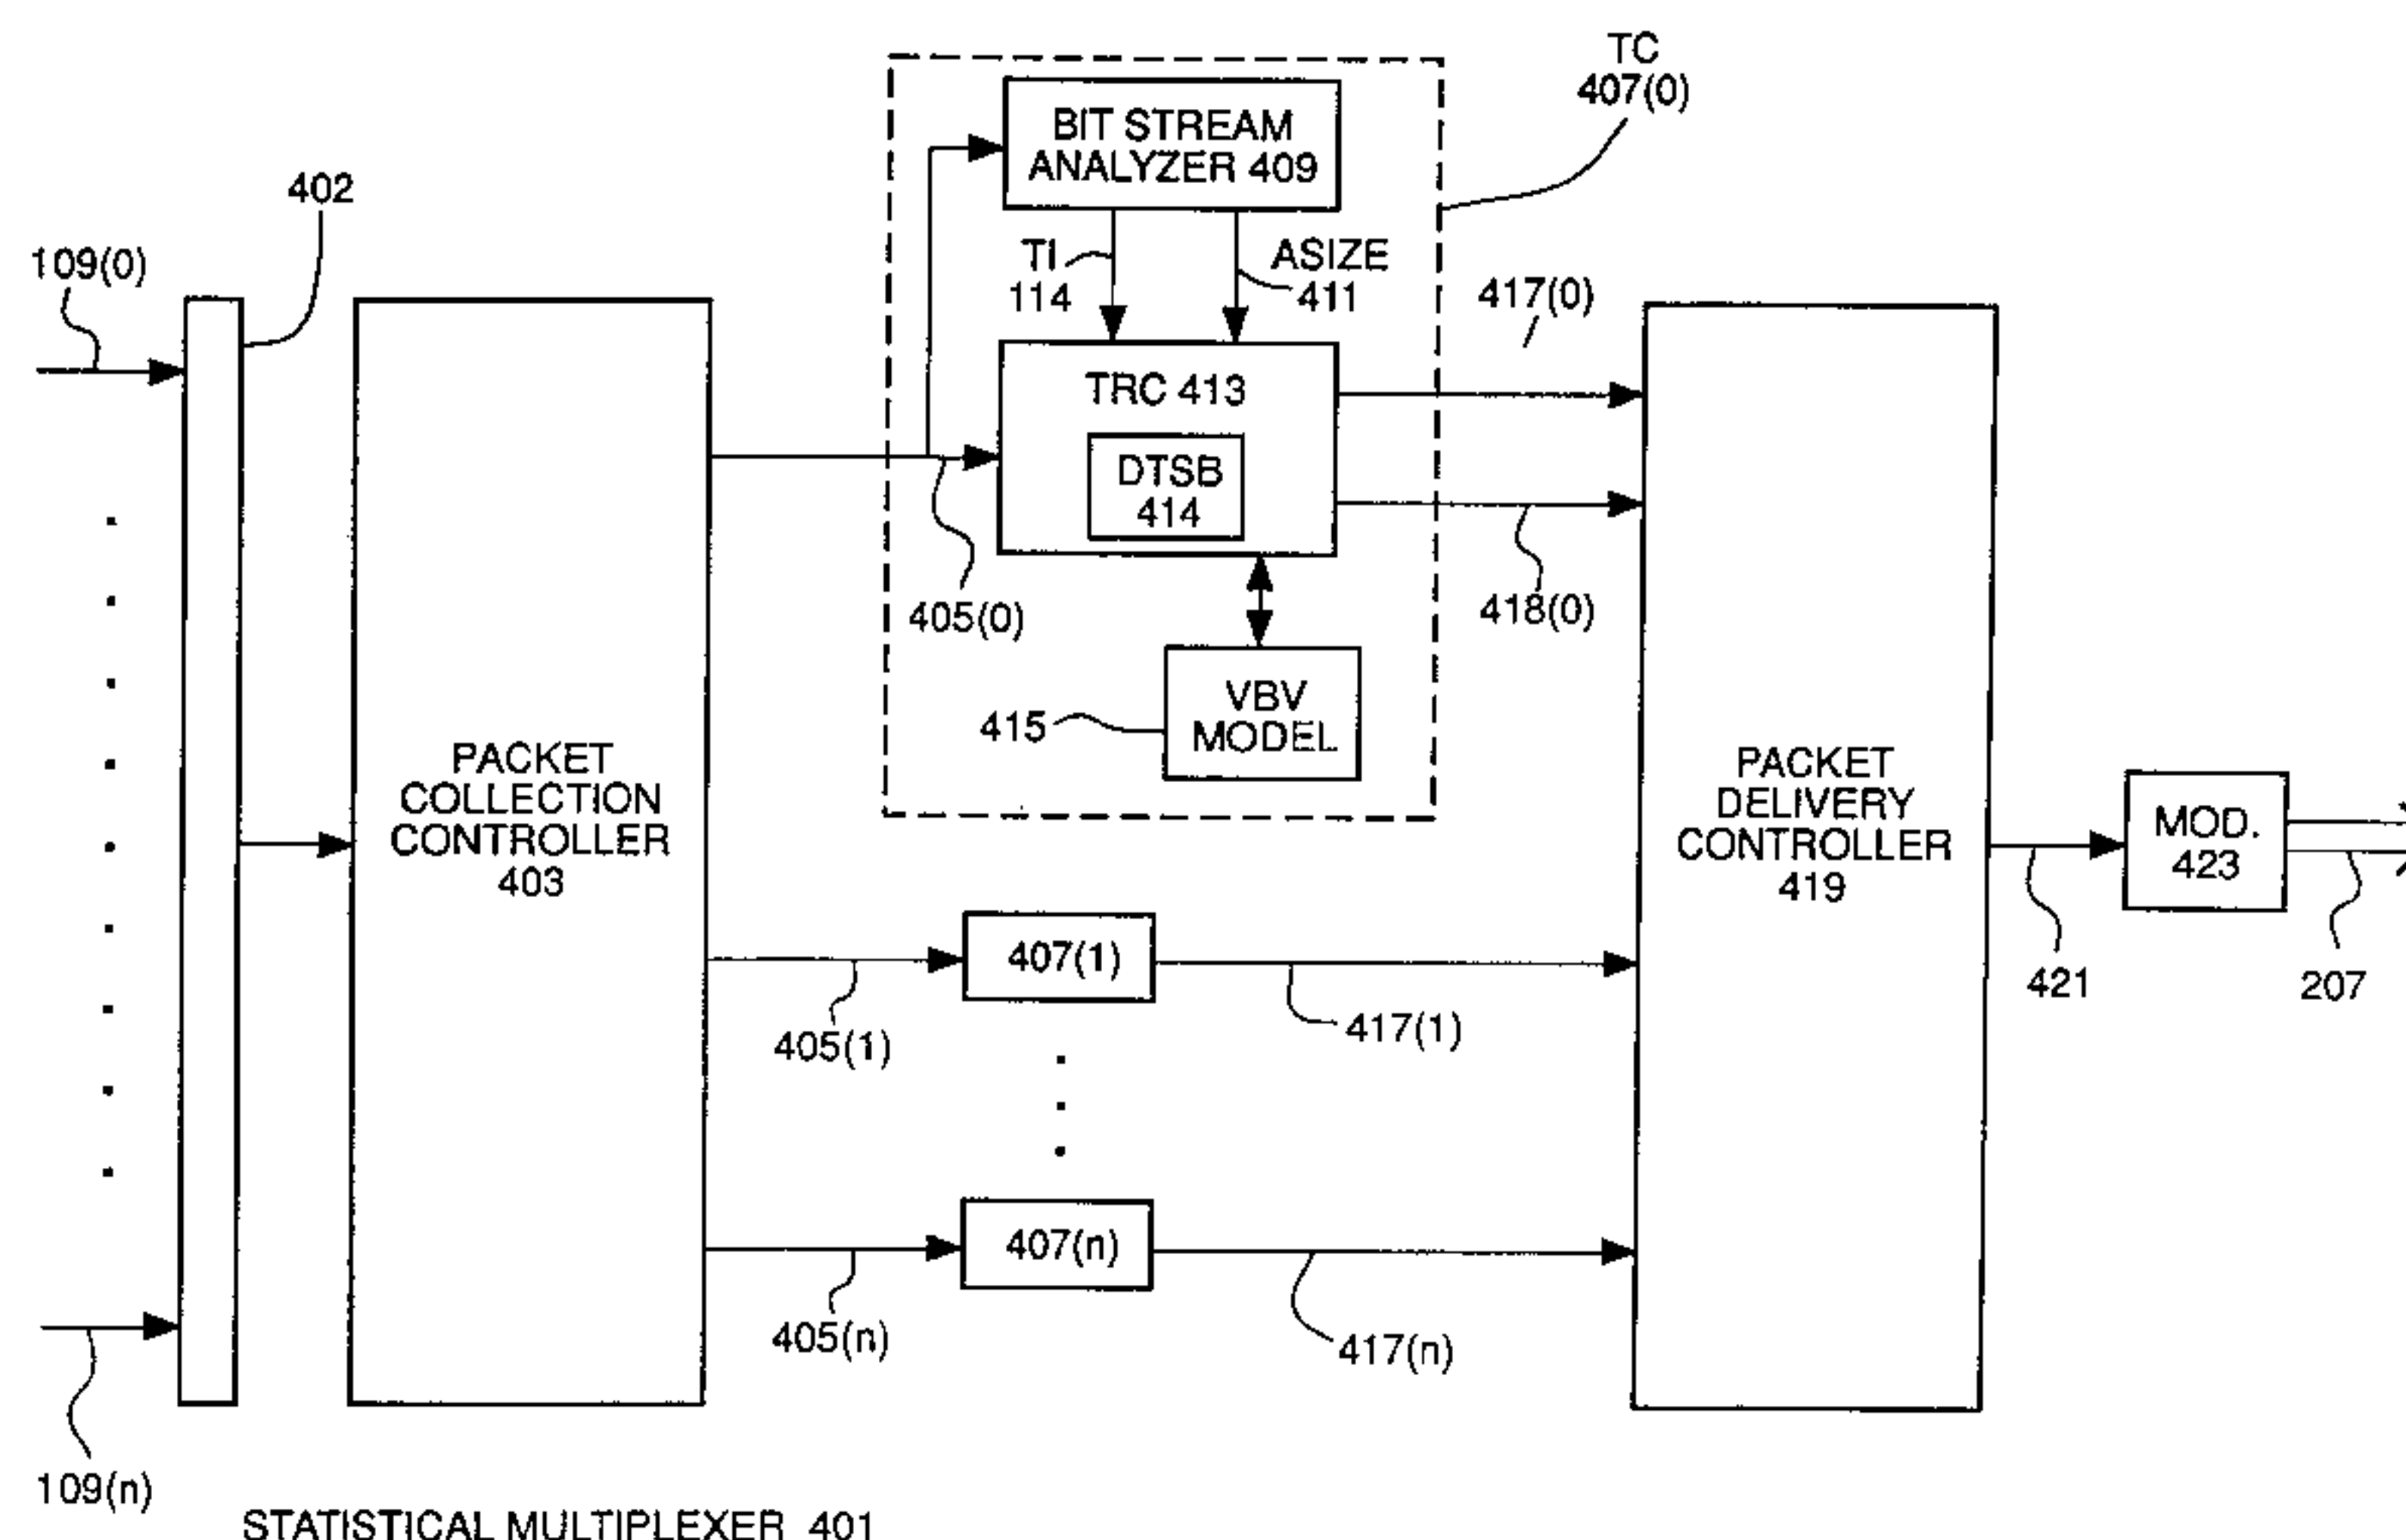 TC
407(0)
BIT STREAM
ANALYZER 409
402
109(0)
TI
114
ASIZE
411
417(0)
TRC 413
DTSB
414
405(0)
418(0)
415
VBV
MODEL
PACKET
COLLECTION
CONTROLLER
403
PACKET
DELIVERY
CONTROLLER
419
MOD.
423
407(1)
421
207
405(1)
417(1)
407(n)
405(n)
417(n)
109(n)
STATISTICAL MULTIPLEXER 401